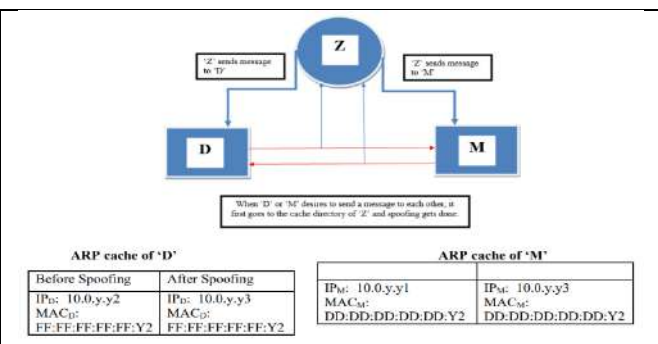 Z
'Z' sends message
to 'D'
'Z' sends message
to 'M'
D
M
When 'D' or 'M' desires to send a message to each other, it
first goes to the cache directory of 'Z' and spoofing gets done.
ARP cache of 'D'
Before Spoofing After Spoofing
IPD: 10.0.y.y2 IPD: 10.0.y.y3
MACD: MACD:
FF:FF:FF:FF:FF:Y2 FF:FF:FF:FF:FF:Y2
ARP cache of 'M'
IPM: 10.0.y.y1 IPM: 10.0.y.y3
MACM: MACM:
DD:DD:DD:DD:DD:Y2 DD:DD:DD:DD:DD:Y2